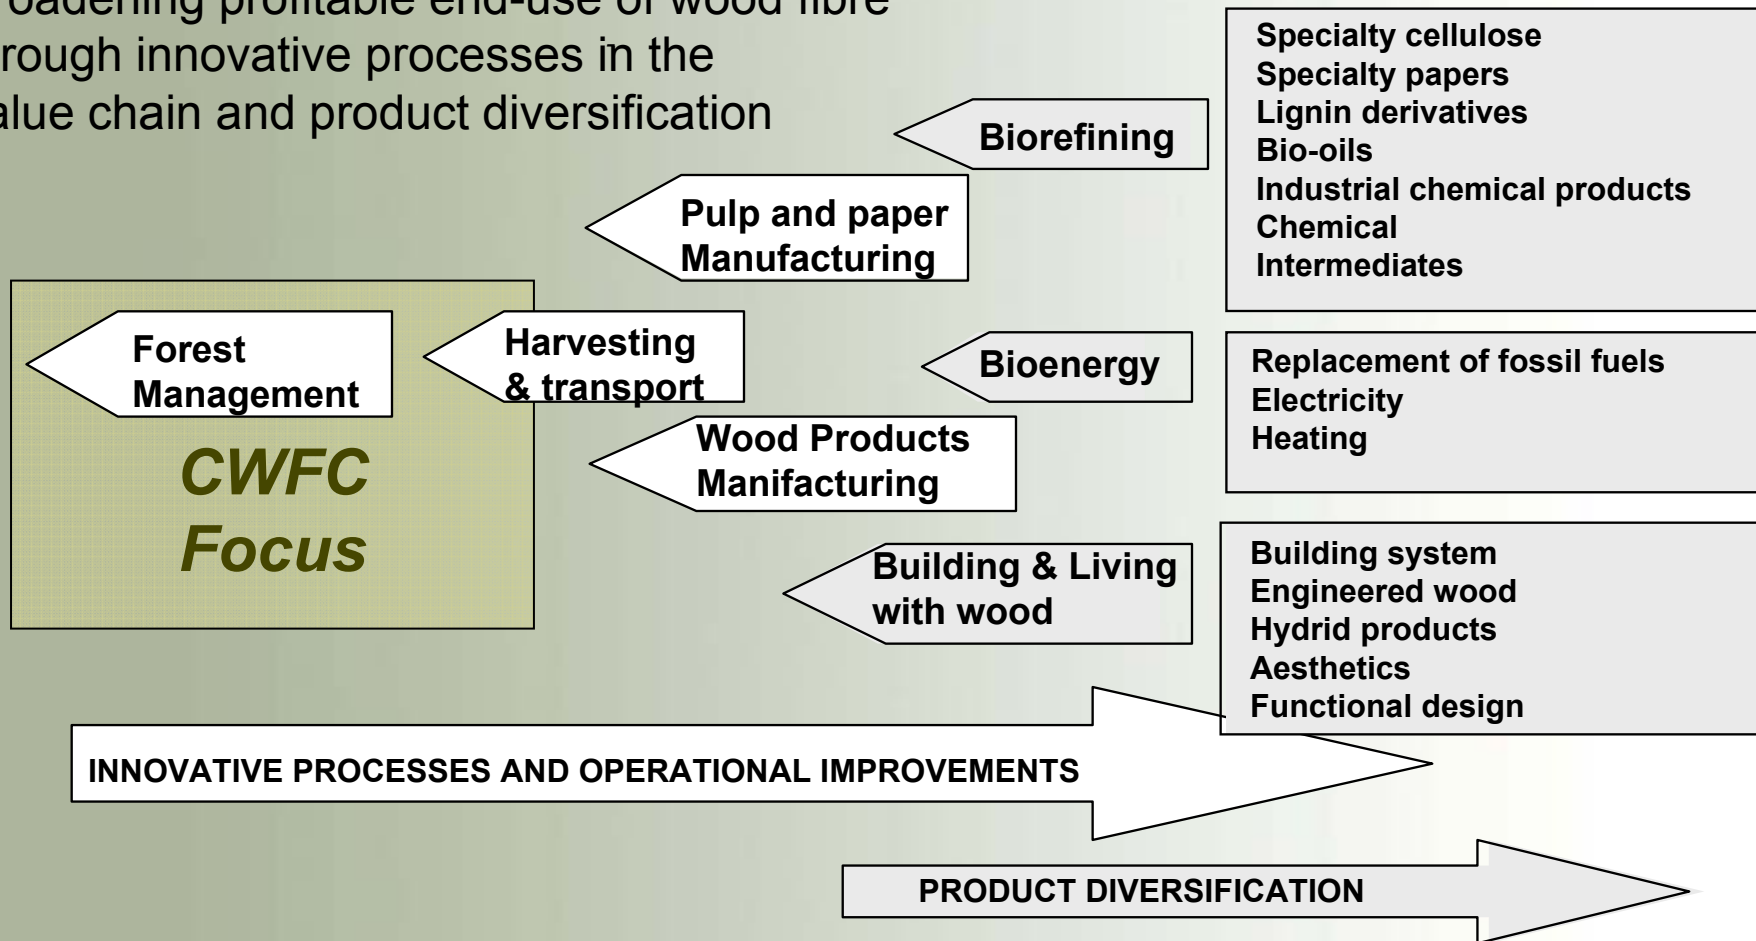 oadening profitable end-use of wood fibre
rough innovative processes in the
alue chain and product diversification
Biorefining
Specialty cellulose
Specialty papers
Lignin derivatives
Bio-oils
Industrial chemical products
Chemical
Intermediates
Pulp and paper
Manufacturing
Forest
Management
Harvesting
& transport
Bioenergy
Replacement of fossil fuels
Electricity
Heating
CWFC
Focus
Wood Products
Manifacturing
Building & Living
with wood
Building system
Engineered wood
Hydrid products
Aesthetics
Functional design
INNOVATIVE PROCESSES AND OPERATIONAL IMPROVEMENTS
PRODUCT DIVERSIFICATION